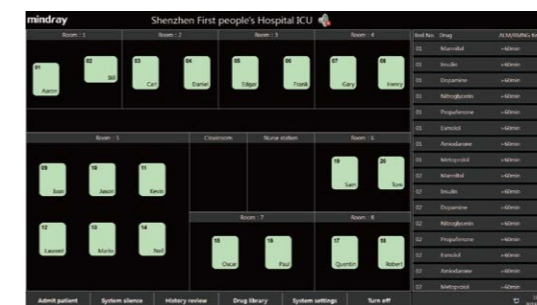 mindray
Shenzhen First people's Hospital ICU
Room : 1 Room : 2 Room : 3 Room : 4
Bed No. Drug
01 Aaron
02 Bill
03 Carl
04 Daniel
05 Edgar
06 Frank
07 Gary
08 Henry
Room : 5 Nurse station Room : 6
09 Ivan
10 Jason
11 Kevin
19 Sam
20 Tom
Room : 7 Room : 8
12 Laurent
13 Mario
14 Neil
15 Oscar
16 Paul
17 Quentin
18 Robert
01 Mannitol >60min
01 Insulin >60min
01 Dopamine >60min
01 Nitroglycerin >60min
01 Propafenone >60min
01 Esmolol >60min
01 Amiodarone >60min
01 Metoprolol >60min
02 Mannitol >60min
02 Insulin >60min
02 Dopamine >60min
02 Nitroglycerin >60min
02 Propafenone >60min
02 Esmolol >60min
02 Amiodarone >60min
02 Metoprolol >60min
Admit patient System silence History review Drug library System settings Turn off